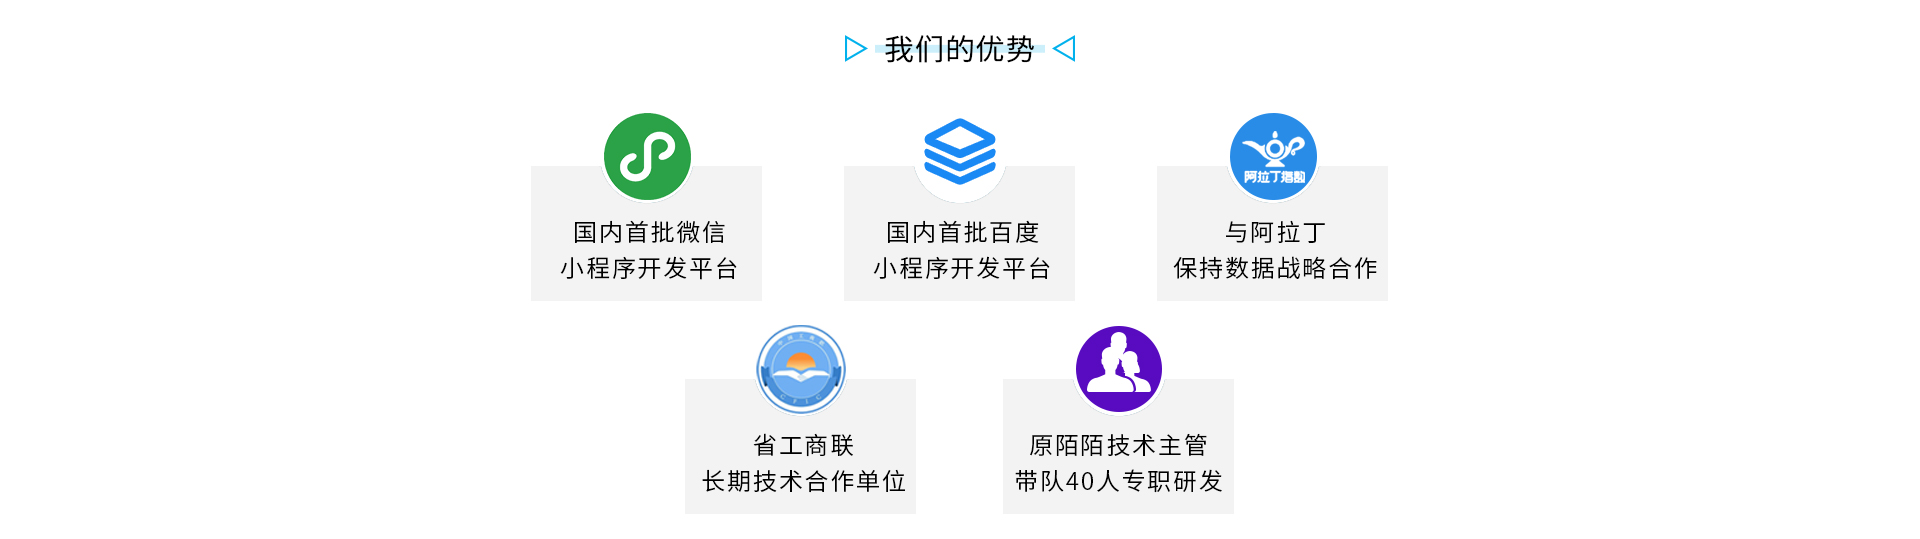 我们的优势
阿拉丁指数
国内首批微信
小程序开发平台
国内首批百度
小程序开发平台
与阿拉丁
保持数据战略合作
省工商联
长期技术合作单位
原陌陌技术主管
带队40人专职研发